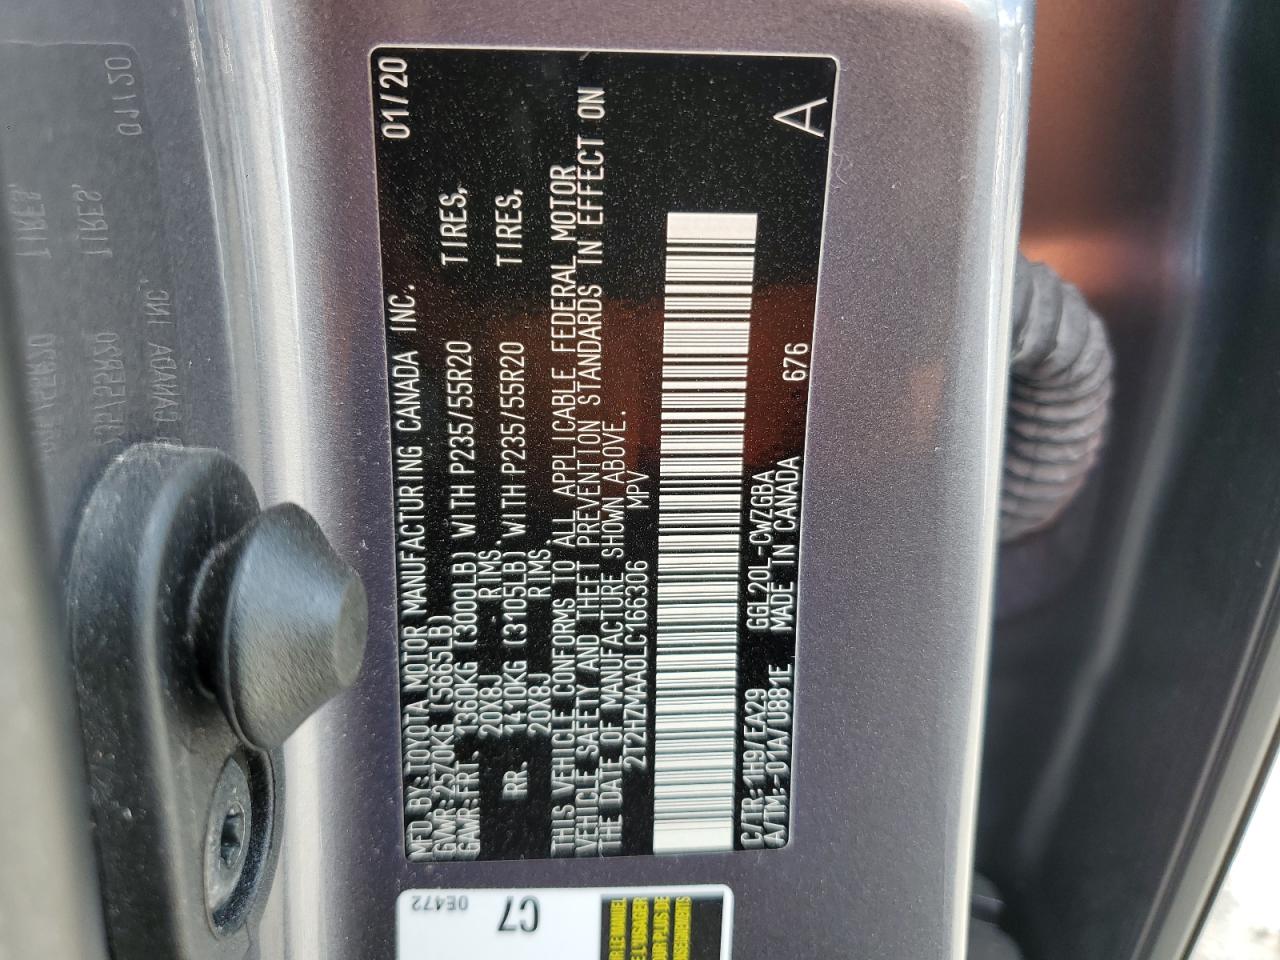 MFD. BY: TOYOTA MOTOR MANUFACTURING CANADA INC. 01/20
GVWR: 2570KG (5665LB)
GAWR: FRT. 1360KG (3000LB) WITH P235/55R20 TIRES,
20X8J RIMS,
RR. 1410KG (3105LB) WITH P235/55R20 TIRES,
20X8J RIMS
THIS VEHICLE CONFORMS TO ALL APPLICABLE FEDERAL MOTOR
VEHICLE SAFETY AND THEFT PREVENTION STANDARDS IN EFFECT ON
THE DATE OF MANUFACTURE SHOWN ABOVE.
2T2HZMAA0LC166306 MPV
C/TR: 1H9/EA29 GGL20L-CWZGBA
A/TM: -01A/U881E MADE IN CANADA 676 A
0E472
C7